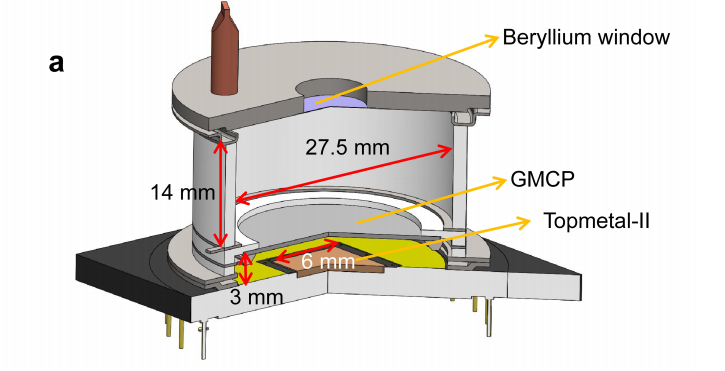 a
Beryllium window
27.5 mm
14 mm
GMCP
Topmetal-II
6 mm
3 mm